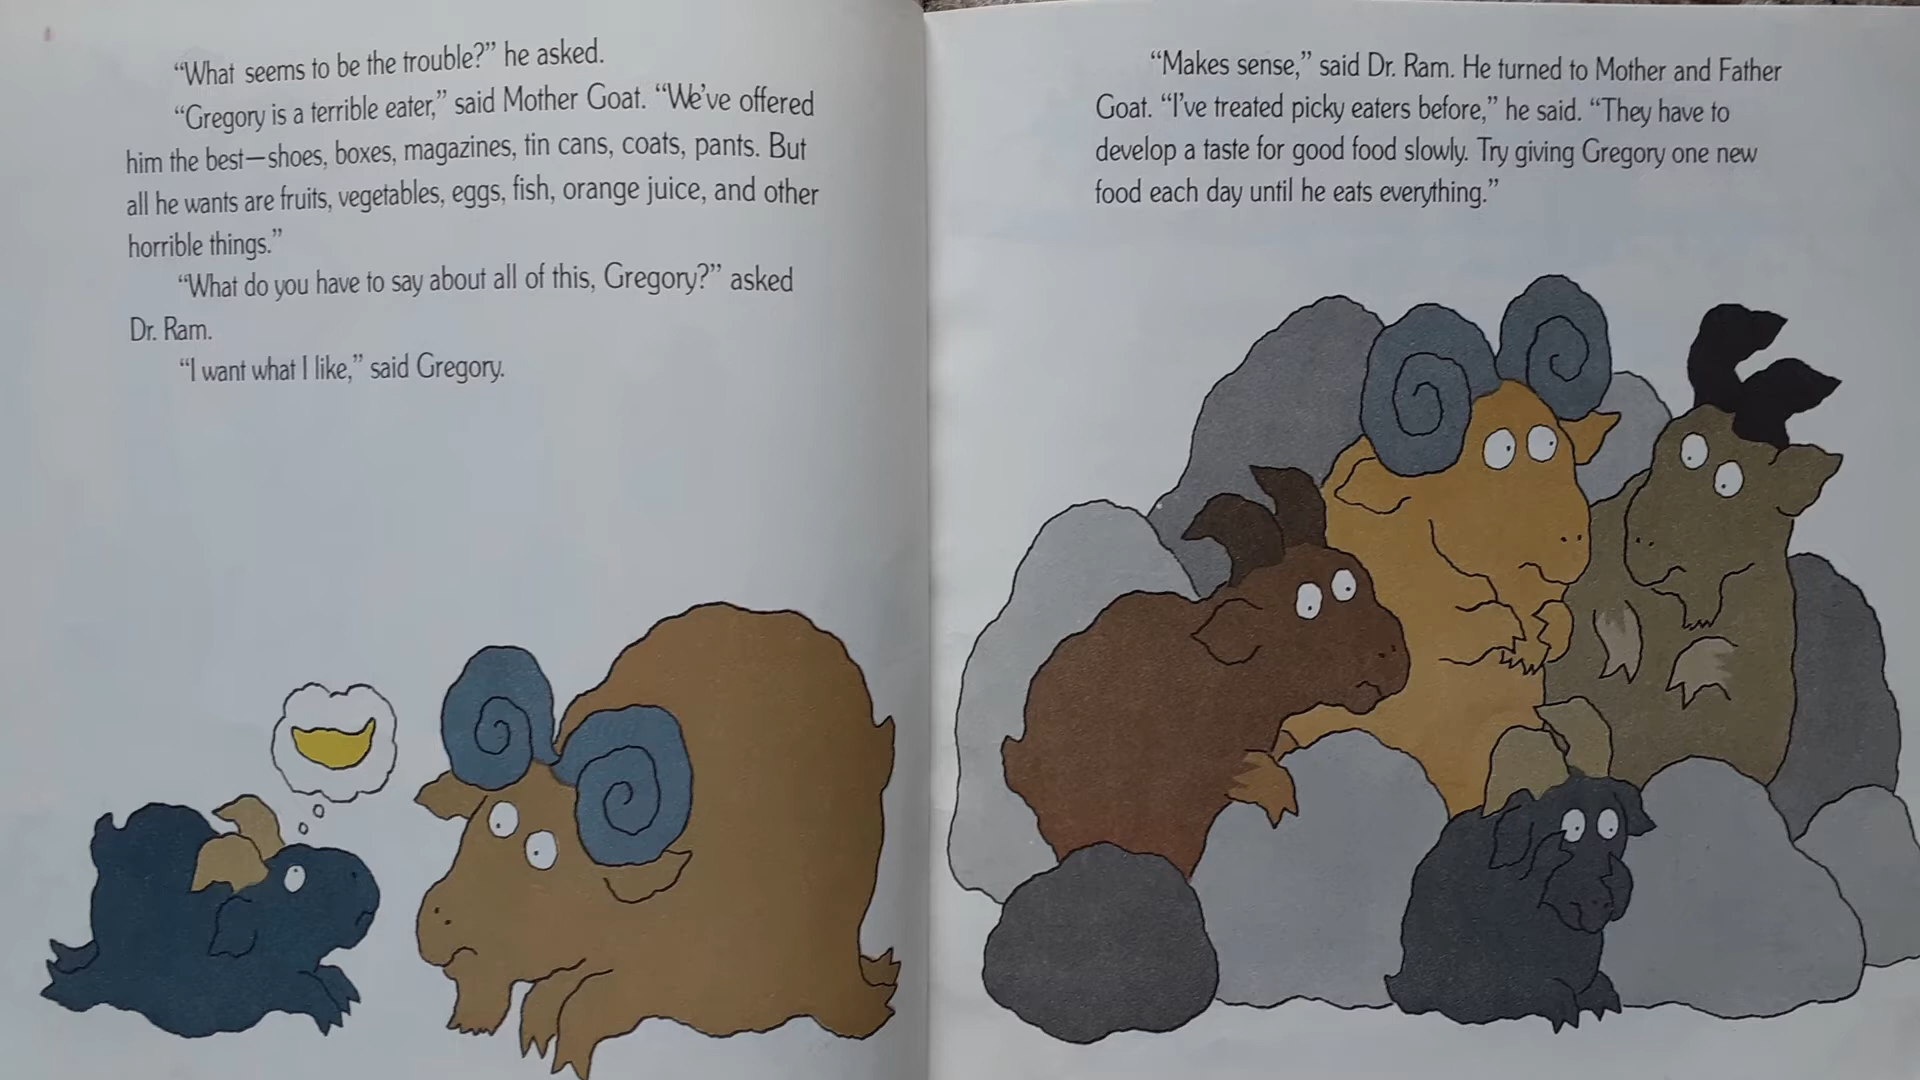 “What seems to be the trouble?” he asked.
“Gregory is a terrible eater,” said Mother Goat. “We’ve offered
him the best—shoes, boxes, magazines, tin cans, coats, pants. But
all he wants are fruits, vegetables, eggs, fish, orange juice, and other
horrible things.”
“What do you have to say about all of this, Gregory?” asked
Dr. Ram.
“I want what I like,” said Gregory.
“Makes sense,” said Dr. Ram. He turned to Mother and Father
Goat. “I’ve treated picky eaters before,” he said. “They have to
develop a taste for good food slowly. Try giving Gregory one new
food each day until he eats everything.”